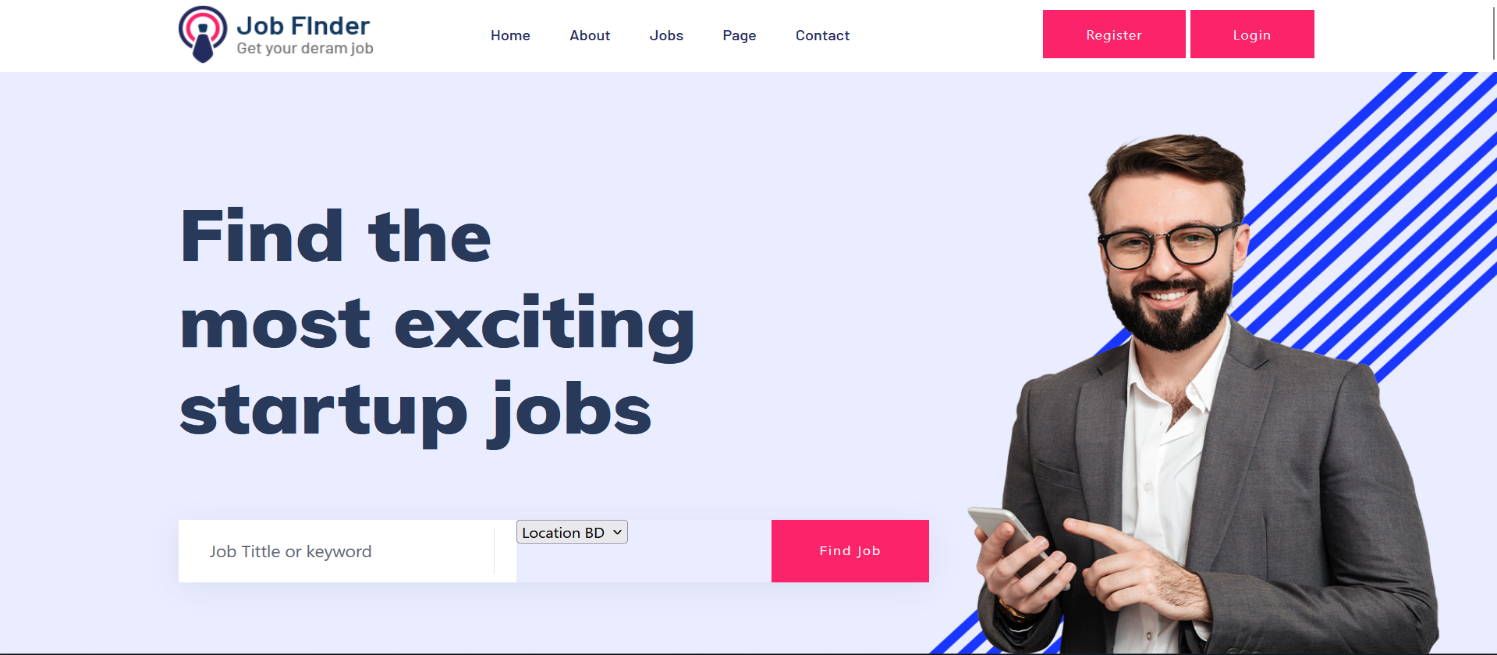 Job FInder
Get your deram job
Home About Jobs Page Contact
Register Login
Find the
most exciting
startup jobs
Job Tittle or keyword
Location BD
Find Job